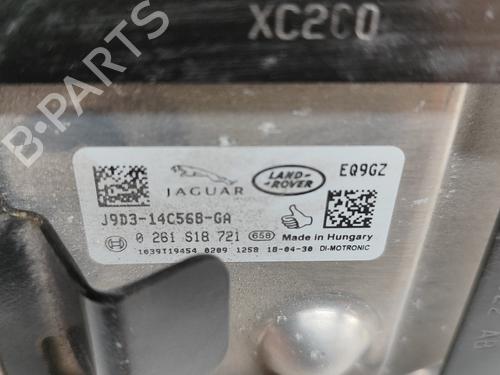 XC2C0
B-PARTS
JAGUAR
LAND-
ROVER
EQ9GZ
J9D3-14C568-GA
0 261 S18 721 658 Made in Hungary
1039T19454 0209 1258 18-04-30 DI-MOTRONIC